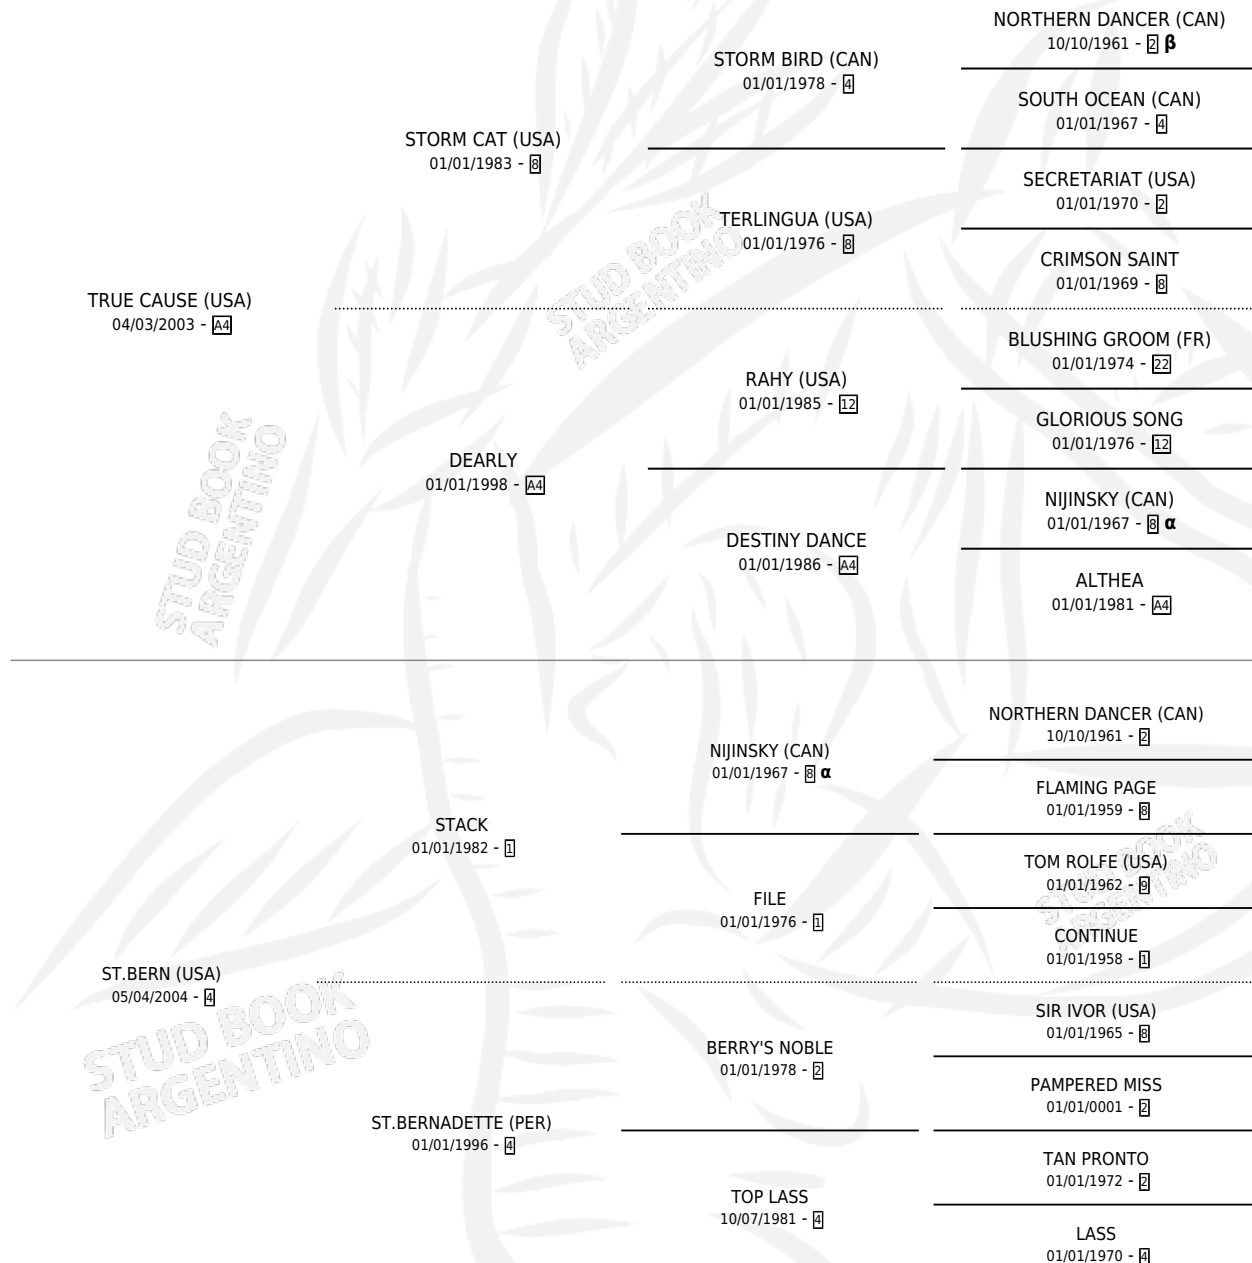 NORTHERN DANCER (CAN)
10/10/1961 - 2 β
STORM BIRD (CAN)
01/01/1978 - 4
SOUTH OCEAN (CAN)
01/01/1967 - 4
STORM CAT (USA)
01/01/1983 - 8
SECRETARIAT (USA)
01/01/1970 - 2
TERLINGUA (USA)
01/01/1976 - 8
CRIMSON SAINT
01/01/1969 - 8
TRUE CAUSE (USA)
04/03/2003 - A4
BLUSHING GROOM (FR)
01/01/1974 - 22
RAHY (USA)
01/01/1985 - 12
GLORIOUS SONG
01/01/1976 - 12
DEARLY
01/01/1998 - A4
NIJINSKY (CAN)
01/01/1967 - 8 α
DESTINY DANCE
01/01/1986 - A4
ALTHEA
01/01/1981 - A4
NORTHERN DANCER (CAN)
10/10/1961 - 2
NIJINSKY (CAN)
01/01/1967 - 8 α
FLAMING PAGE
01/01/1959 - 8
STACK
01/01/1982 - 1
TOM ROLFE (USA)
01/01/1962 - 9
FILE
01/01/1976 - 1
CONTINUE
01/01/1958 - 1
ST.BERN (USA)
05/04/2004 - 4
SIR IVOR (USA)
01/01/1965 - 8
BERRY'S NOBLE
01/01/1978 - 2
PAMPERED MISS
01/01/0001 - 2
ST.BERNADETTE (PER)
01/01/1996 - 4
TAN PRONTO
01/01/1972 - 2
TOP LASS
10/07/1981 - 4
LASS
01/01/1970 - 4
STUD BOOK
ARGENTINO
STUD BOOK
ARGENTINO
STUD BOOK
ARGENTINO
STUD BOOK
ARGENTINO